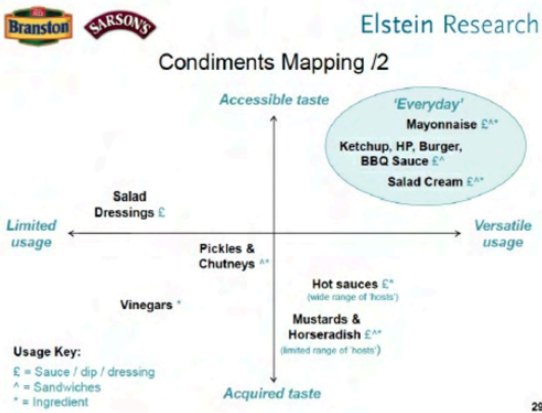 Branston
SARSON'S
Elstein Research
Condiments Mapping /2
Accessible taste
'Everyday'
Mayonnaise £^*
Ketchup, HP, Burger,
BBQ Sauce £^
Salad Cream £^*
Salad
Dressings £
Limited
usage
Versatile
usage
Pickles &
Chutneys ^*
Hot sauces £*
(wide range of 'hosts')
Vinegars *
Mustards &
Horseradish £^*
(limited range of 'hosts')
Usage Key:
£ = Sauce / dip / dressing
^ = Sandwiches
* = Ingredient
Acquired taste
29